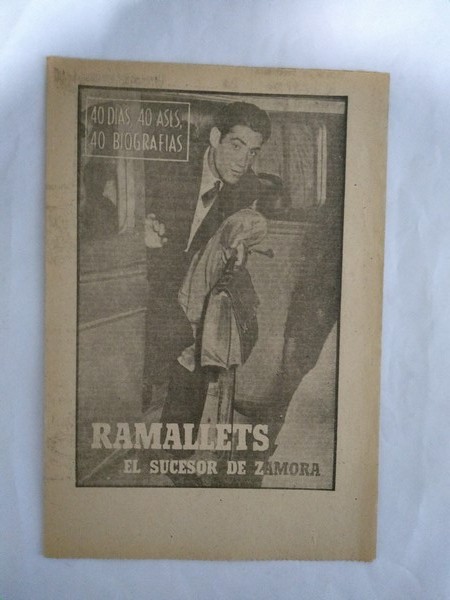 40 DIAS, 40 ASES,
40 BIOGRAFIAS
RAMALLETS
EL SUCESOR DE ZAMORA